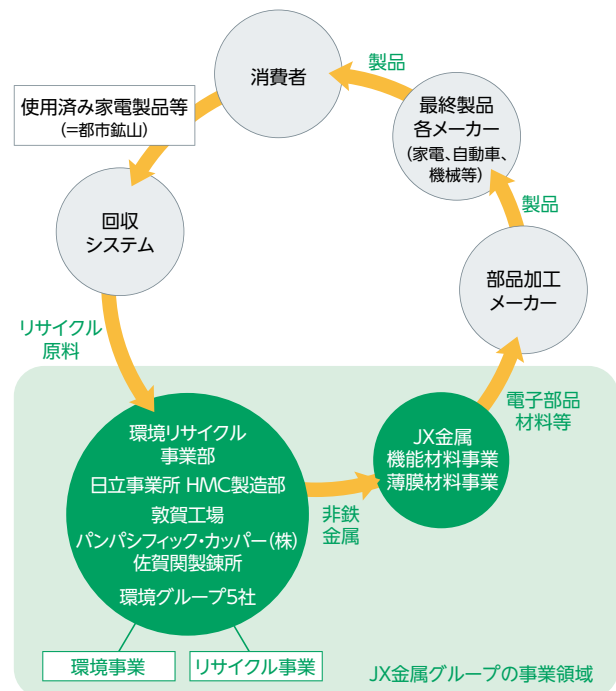 消費者
製品
最終製品
各メーカー
(家電、自動車、
機械等)
使用済み家電製品等
(=都市鉱山)
回収
システム
製品
部品加工
メーカー
リサイクル
原料
電子部品
材料等
環境リサイクル
事業部
日立事業所 HMC製造部
敦賀工場
パンパシフィック・カッパー(株)
佐賀関製錬所
環境グループ5社
JX金属
機能材料事業
薄膜材料事業
非鉄
金属
環境事業
リサイクル事業
JX金属グループの事業領域